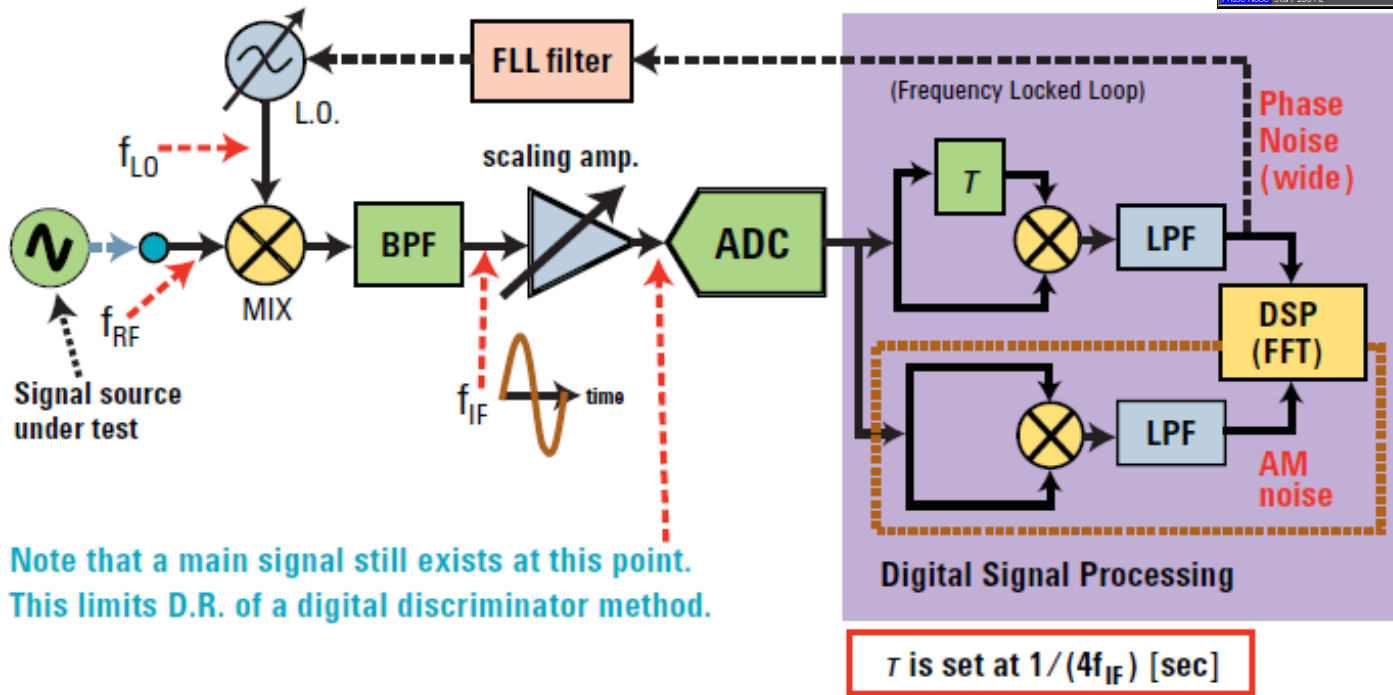 FLL filter
(Frequency Locked Loop)
Phase
Noise
(wide)
L.O.
fLO
scaling amp.
T
LPF
BPF
ADC
MIX
fRF
DSP
(FFT)
Signal source
under test
fIF
time
LPF
AM
noise
Note that a main signal still exists at this point.
This limits D.R. of a digital discriminator method.
Digital Signal Processing
T is set at 1/(4fIF) [sec]